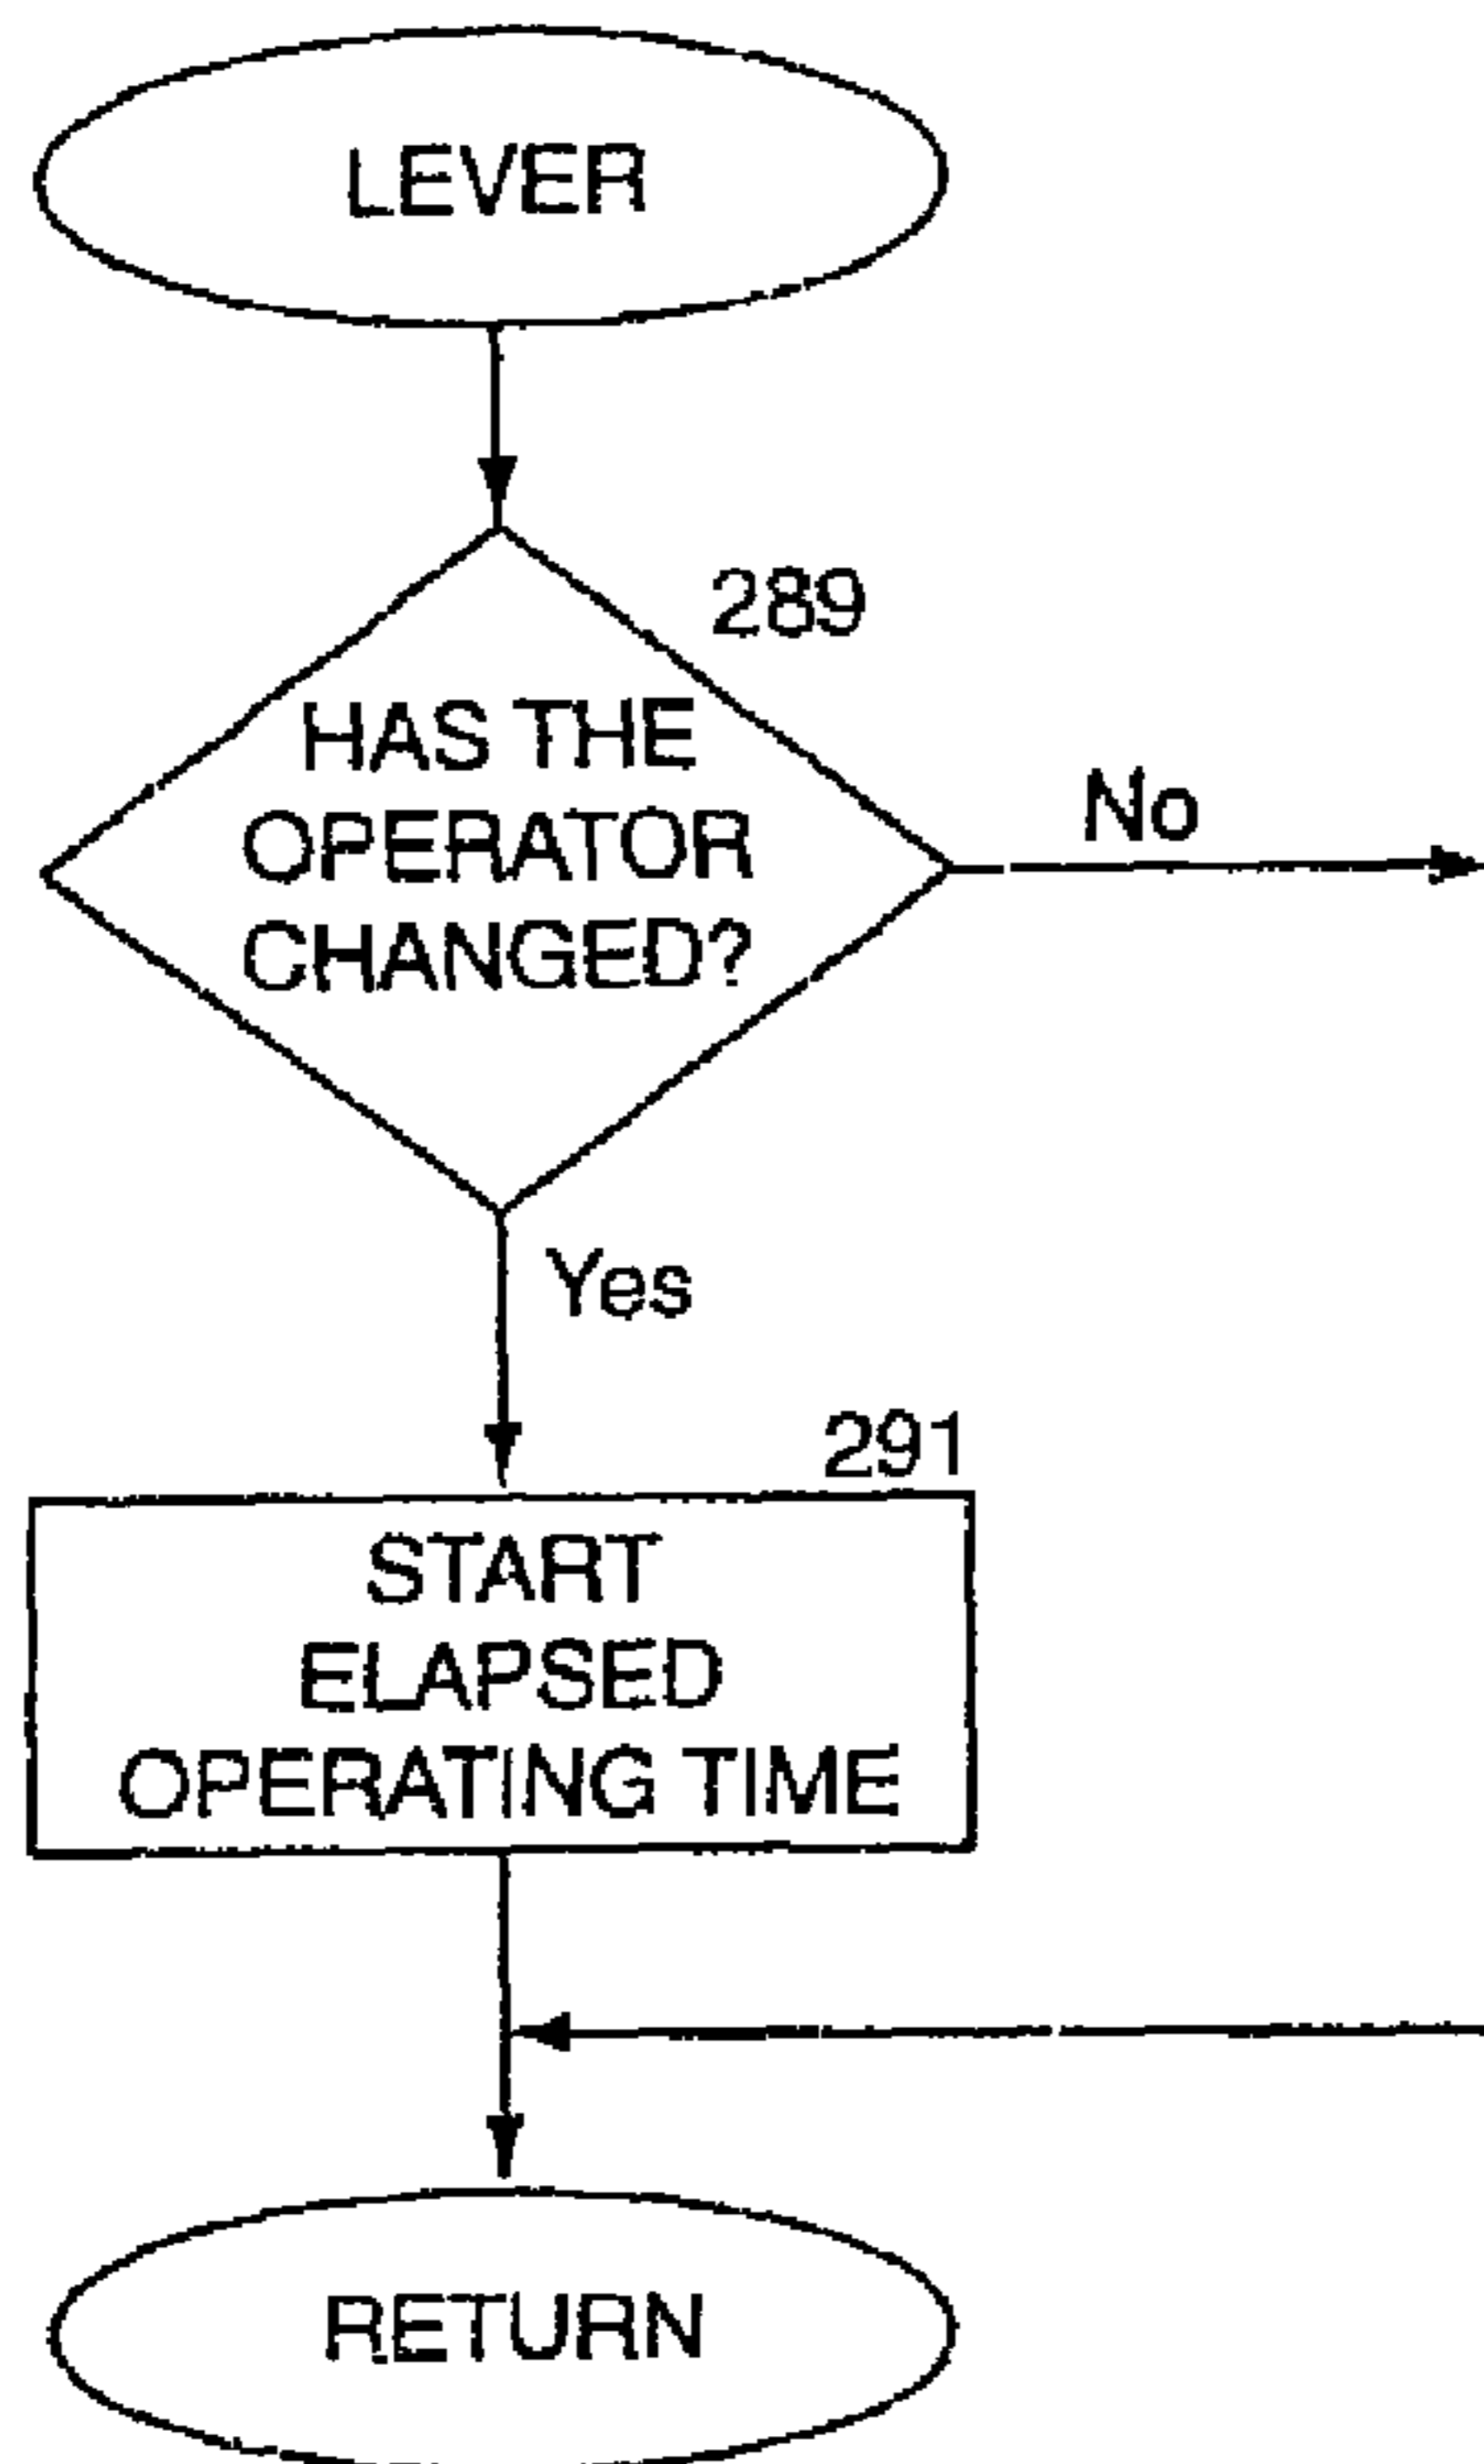 LEVER
289
HAS THE
OPERATOR
CHANGED?
No
Yes
291
START
ELAPSED
OPERATING TIME
RETURN